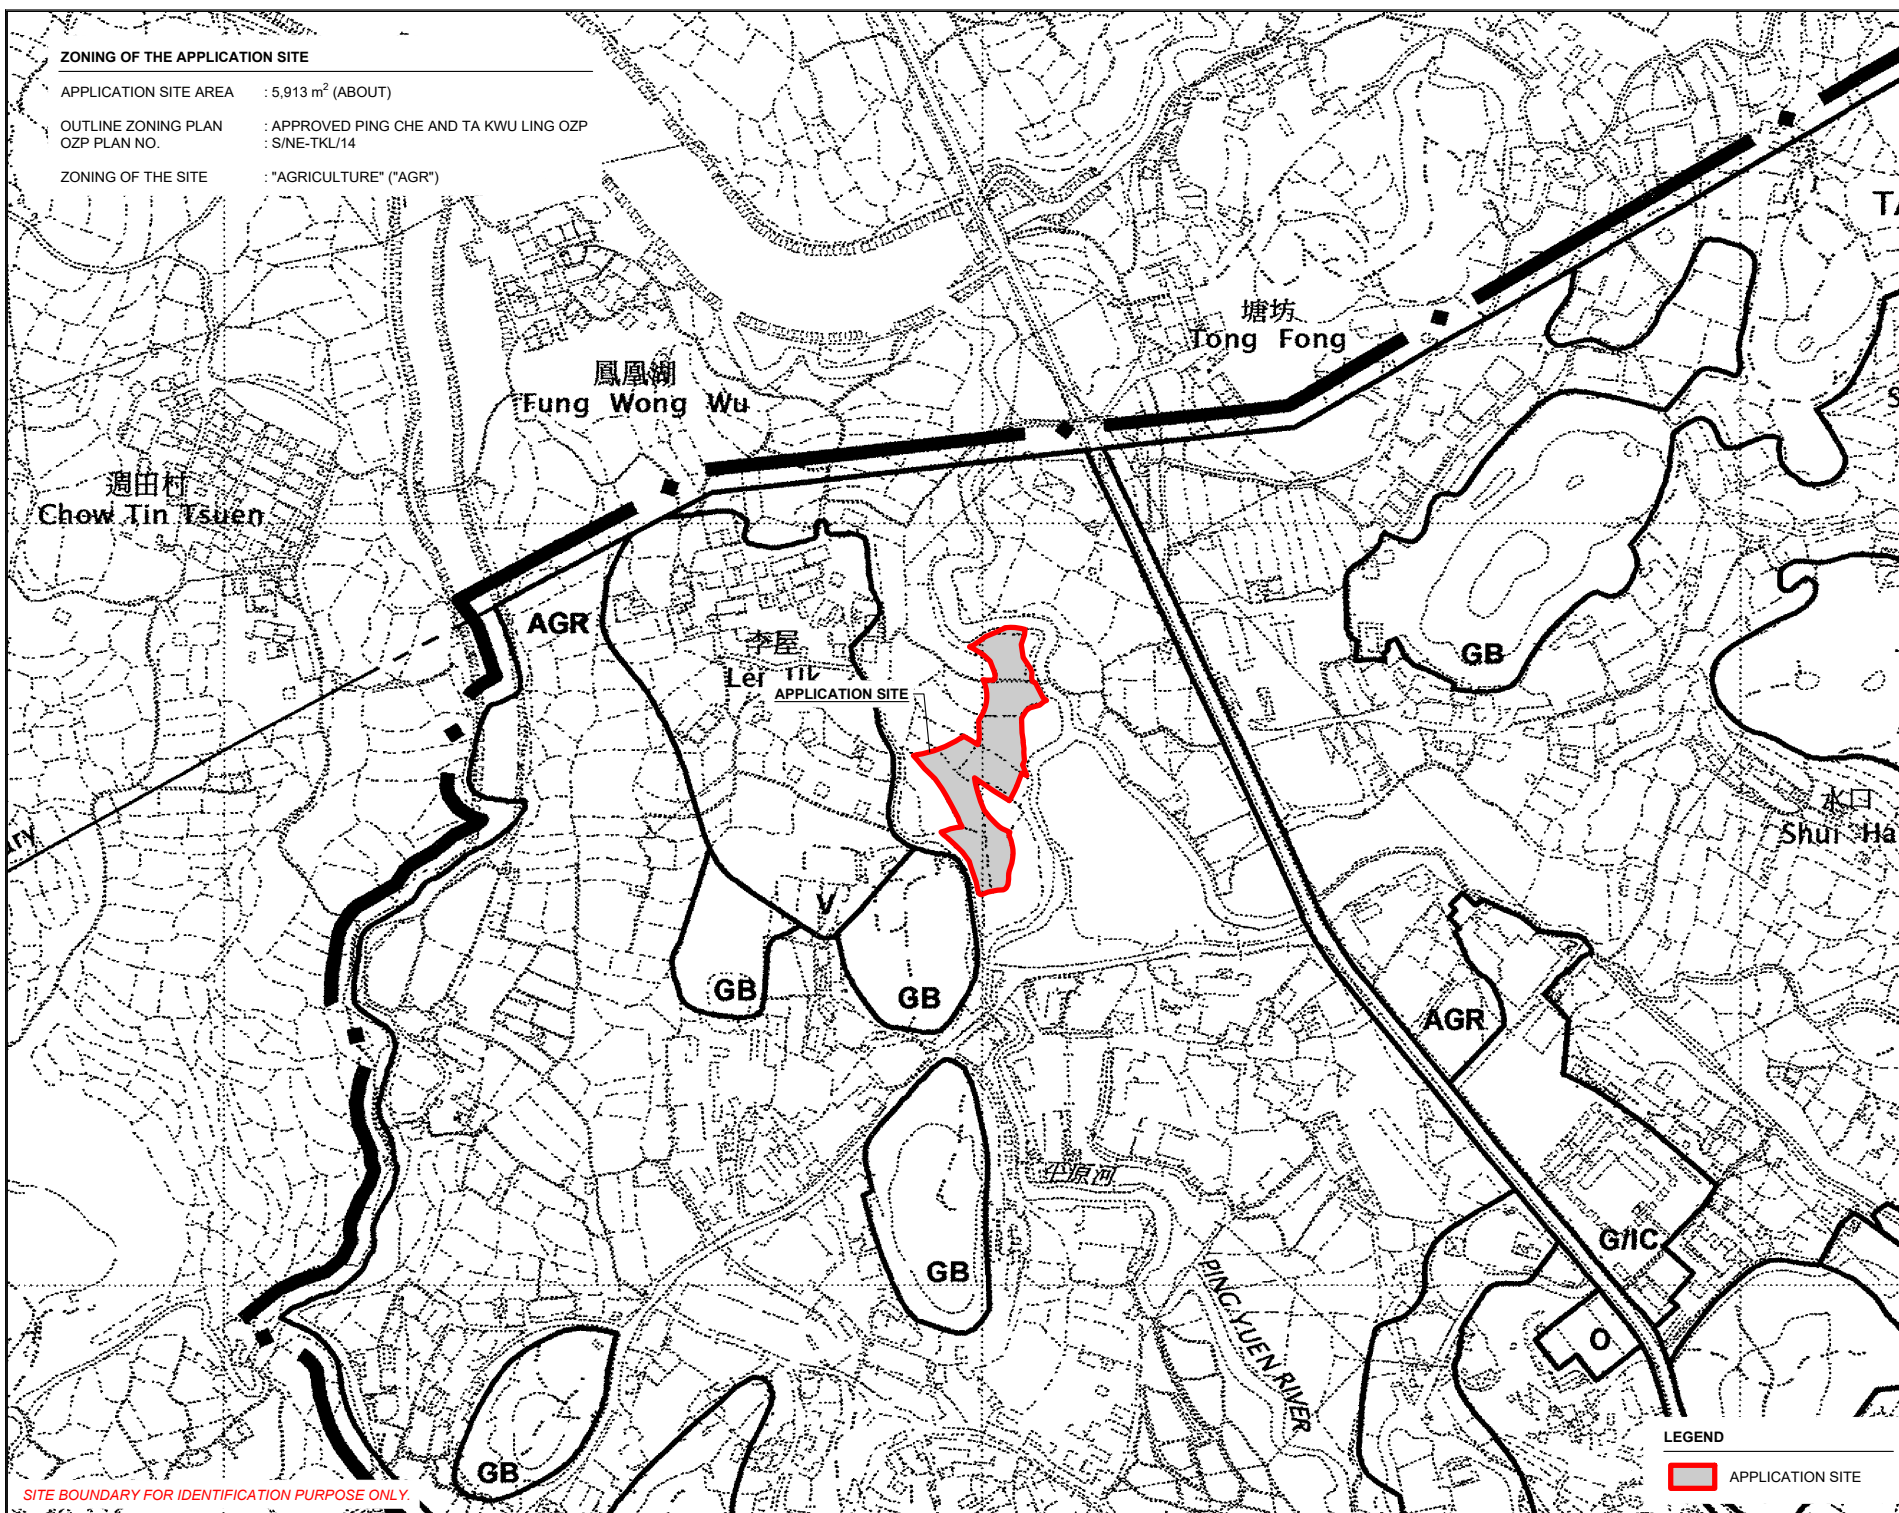 ZONING OF THE APPLICATION SITE
APPLICATION SITE AREA : 5,913 m² (ABOUT)
OUTLINE ZONING PLAN : APPROVED PING CHE AND TA KWU LING OZP
OZP PLAN NO. : S/NE-TKL/14
ZONING OF THE SITE : "AGRICULTURE" ("AGR")
塘坊
Tong Fong
鳳凰湖
Fung Wong Wu
週田村
Chow Tin Tsuen
AGR
李屋
Lei
APPLICATION SITE
GB
水口
Shui Ha
V
GB
GB
AGR
平原河
PING YUEN RIVER
GB
G/IC
O
GB
LEGEND
APPLICATION SITE
SITE BOUNDARY FOR IDENTIFICATION PURPOSE ONLY.